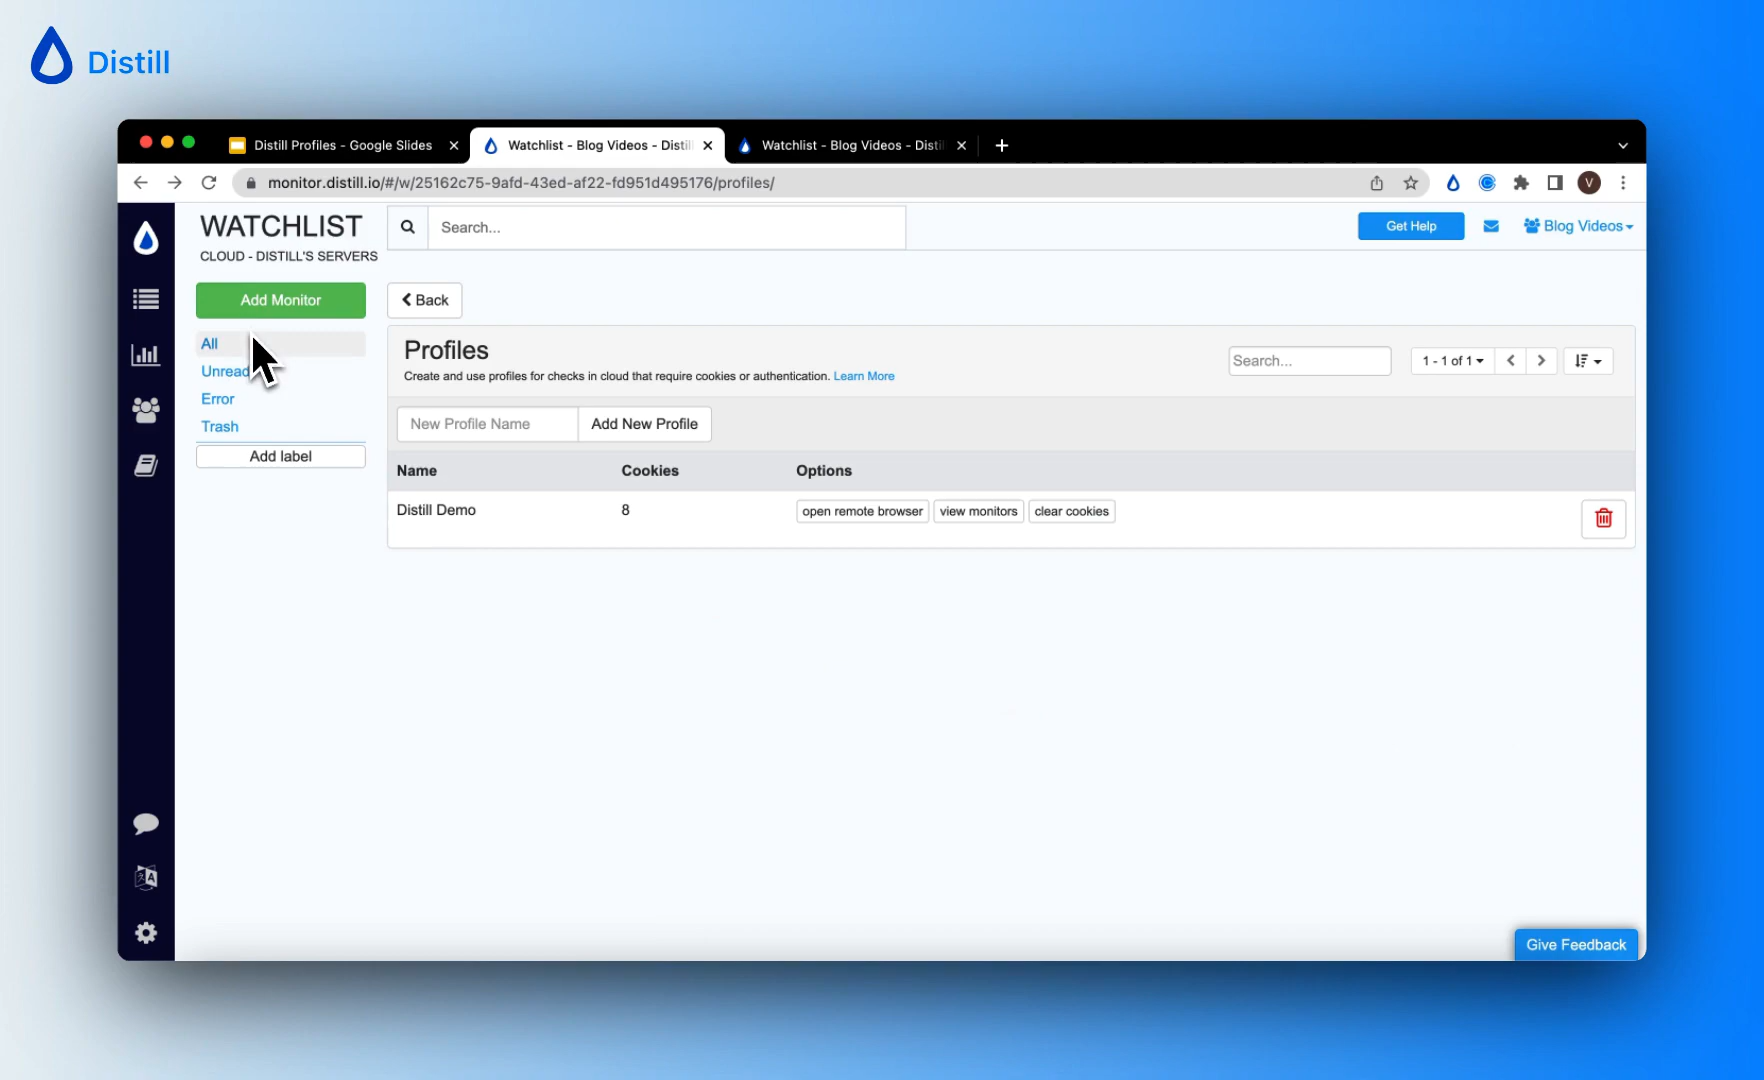 Distill
Distill Profiles - Google Slides
Watchlist - Blog Videos - Distill
Watchlist - Blog Videos - Distil
monitor.distill.io/#/w/25162c75-9afd-43ed-af22-fd951d495176/profiles/
V
WATCHLIST
CLOUD - DISTILL'S SERVERS
Search...
Get Help
Blog Videos
Add Monitor
Back
All
Unread
Error
Trash
Add label
Profiles
Create and use profiles for checks in cloud that require cookies or authentication. Learn More
Search...
1 - 1 of 1
New Profile Name
Add New Profile
Name Cookies Options
Distill Demo 8 open remote browser view monitors clear cookies
Give Feedback